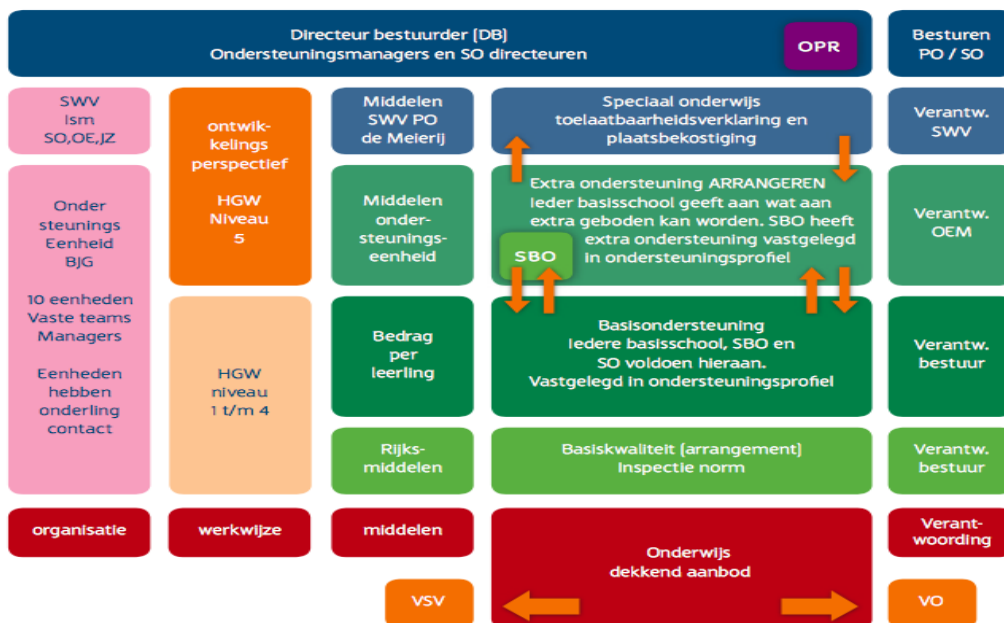 Directeur bestuurder (DB)
Ondersteuningsmanagers en SO directeuren
OPR
Besturen
PO / SO
SWV
Ism
SO,OE,JZ
ontwik-
kelings
perspectief
HGW
Niveau
5
Middelen
SWV PO
de Meierij
Speciaal onderwijs
toelaatbaarheidsverklaring en
plaatsbekostiging
Verantw.
SWV
Onder
steunings
Eenheid
BJG
10 eenheden
Vaste teams
Managers
Eenheden
hebben
onderling
contact
Middelen
onder-
steunings-
eenheid
Extra ondersteuning ARRANGEREN
Ieder basisschool geeft aan wat aan
extra geboden kan worden. SBO heeft
extra ondersteuning vastgelegd
in ondersteuningsprofiel
SBO
Verantw.
OEM
HGW
niveau
1 t/m 4
Bedrag
per
leerling
Basisondersteuning
Iedere basisschool, SBO en
SO voldoen hieraan.
Vastgelegd in ondersteuningsprofiel
Verantw.
bestuur
Rijks-
middelen
Basiskwaliteit (arrangement)
Inspectie norm
Verantw.
bestuur
organisatie
werkwijze
middelen
Onderwijs
dekkend aanbod
Verant-
woording
VSV
VO